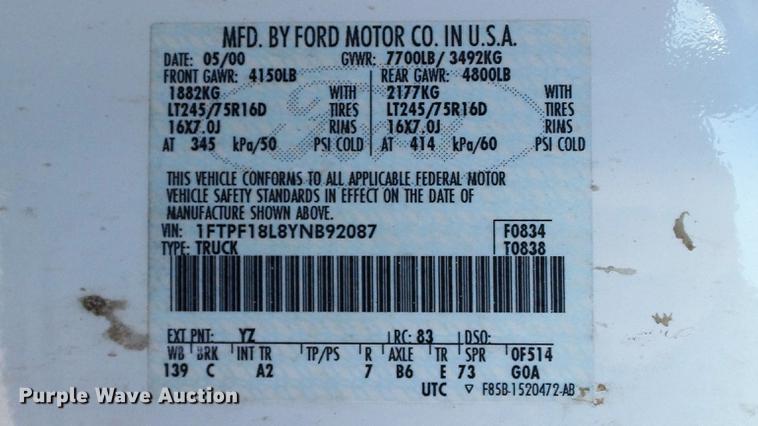 MFD. BY FORD MOTOR CO. IN U.S.A.
DATE: 05/00 GVWR: 7700LB/ 3492KG
FRONT GAWR: 4150LB REAR GAWR: 4800LB
1882KG WITH 2177KG WITH
LT245/75R16D TIRES LT245/75R16D TIRES
16X7.0J RIMS 16X7.0J RIMS
AT 345 kPa/50 PSI COLD AT 414 kPa/60 PSI COLD
THIS VEHICLE CONFORMS TO ALL APPLICABLE FEDERAL MOTOR
VEHICLE SAFETY STANDARDS IN EFFECT ON THE DATE OF
MANUFACTURE SHOWN ABOVE.
VIN: 1FTPF18L8YNB92087 F0834
TYPE: TRUCK T0838
EXT PNT: YZ RC: 83 DSO:
WB BRK INT TR TP/PS R AXLE TR SPR OF514
139 C A2 7 B6 E 73 G0A
UTC ▽ F85B-1520472-AB
Purple Wave Auction